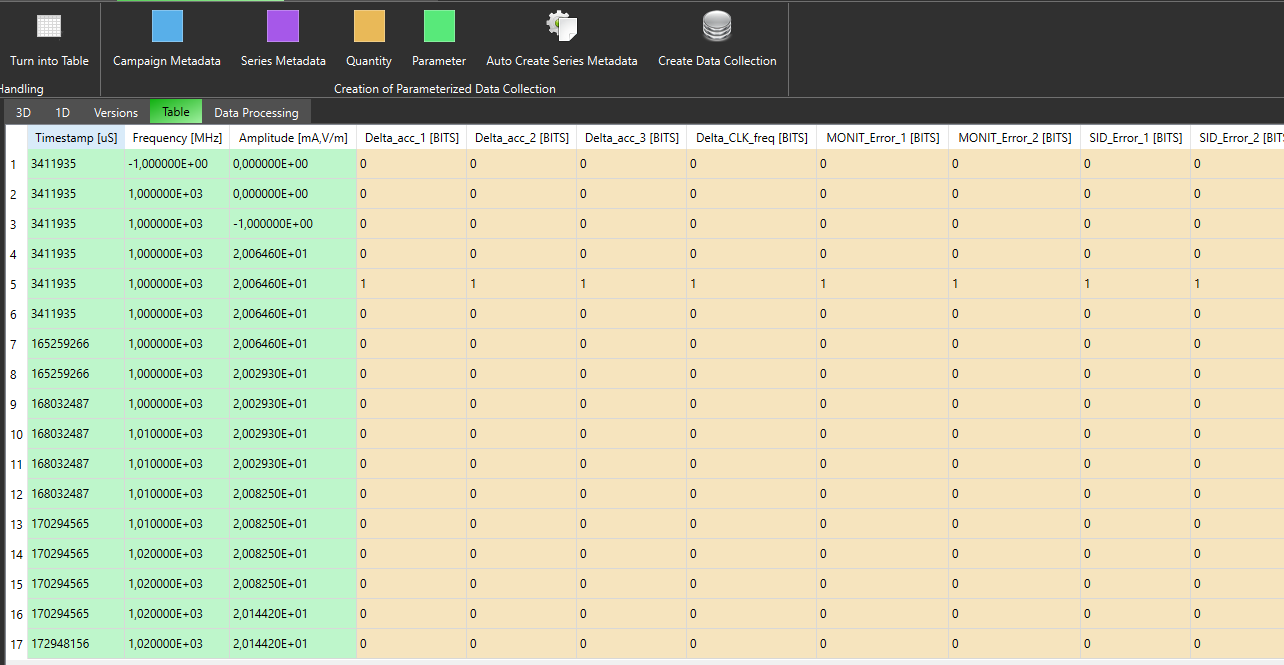 Turn into Table Campaign Metadata Series Metadata Quantity Parameter Auto Create Series Metadata Create Data Collection
Handling Creation of Parameterized Data Collection
3D 1D Versions Table Data Processing
Timestamp [uS] Frequency [MHz] Amplitude [mA,V/m] Delta_acc_1 [BITS] Delta_acc_2 [BITS] Delta_acc_3 [BITS] Delta_CLK_freq [BITS] MONIT_Error_1 [BITS] MONIT_Error_2 [BITS] SID_Error_1 [BITS] SID_Error_2 [BITS
1 3411935 -1,000000E+00 0,000000E+00 0 0 0 0 0 0 0 0
2 3411935 1,000000E+03 0,000000E+00 0 0 0 0 0 0 0 0
3 3411935 1,000000E+03 -1,000000E+00 0 0 0 0 0 0 0 0
4 3411935 1,000000E+03 2,006460E+01 0 0 0 0 0 0 0 0
5 3411935 1,000000E+03 2,006460E+01 1 1 1 1 1 1 1 1
6 3411935 1,000000E+03 2,006460E+01 0 0 0 0 0 0 0 0
7 165259266 1,000000E+03 2,006460E+01 0 0 0 0 0 0 0 0
8 165259266 1,000000E+03 2,002930E+01 0 0 0 0 0 0 0 0
9 168032487 1,000000E+03 2,002930E+01 0 0 0 0 0 0 0 0
10 168032487 1,010000E+03 2,002930E+01 0 0 0 0 0 0 0 0
11 168032487 1,010000E+03 2,002930E+01 0 0 0 0 0 0 0 0
12 168032487 1,010000E+03 2,008250E+01 0 0 0 0 0 0 0 0
13 170294565 1,010000E+03 2,008250E+01 0 0 0 0 0 0 0 0
14 170294565 1,020000E+03 2,008250E+01 0 0 0 0 0 0 0 0
15 170294565 1,020000E+03 2,008250E+01 0 0 0 0 0 0 0 0
16 170294565 1,020000E+03 2,014420E+01 0 0 0 0 0 0 0 0
17 172948156 1,020000E+03 2,014420E+01 0 0 0 0 0 0 0 0